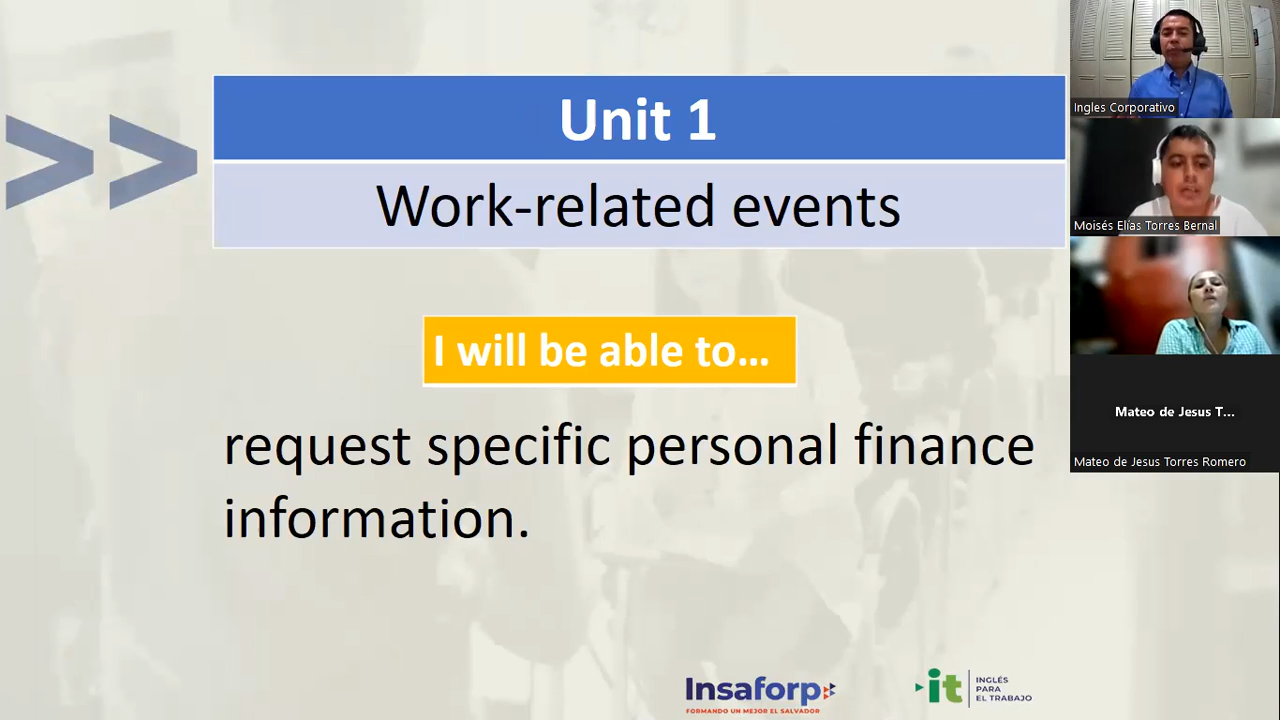 Unit 1
Work-related events
I will be able to...
request specific personal finance
information.
Insaforp
FORMANDO UN MEJOR EL SALVADOR
it
INGLÉS
PARA
EL TRABAJO
Ingles Corporativo
Moisés Elías Torres Bernal
Mateo de Jesus T...
Mateo de Jesus Torres Romero